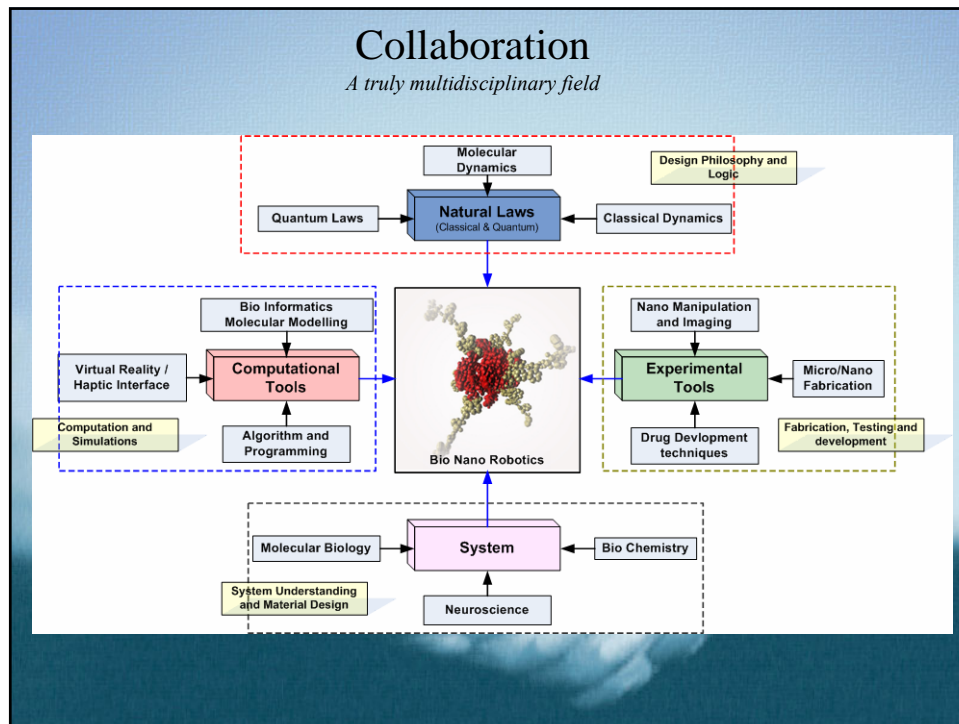 Collaboration
A truly multidisciplinary field
Molecular
Dynamics
Design Philosophy and
Logic
Quantum Laws
Natural Laws
(Classical & Quantum)
Classical Dynamics
Bio Informatics
Molecular Modelling
Virtual Reality /
Haptic Interface
Computational
Tools
Computation and
Simulations
Algorithm and
Programming
Bio Nano Robotics
Nano Manipulation
and Imaging
Experimental
Tools
Micro/Nano
Fabrication
Drug Devlopment
techniques
Fabrication, Testing and
development
Molecular Biology
System
Bio Chemistry
System Understanding
and Material Design
Neuroscience